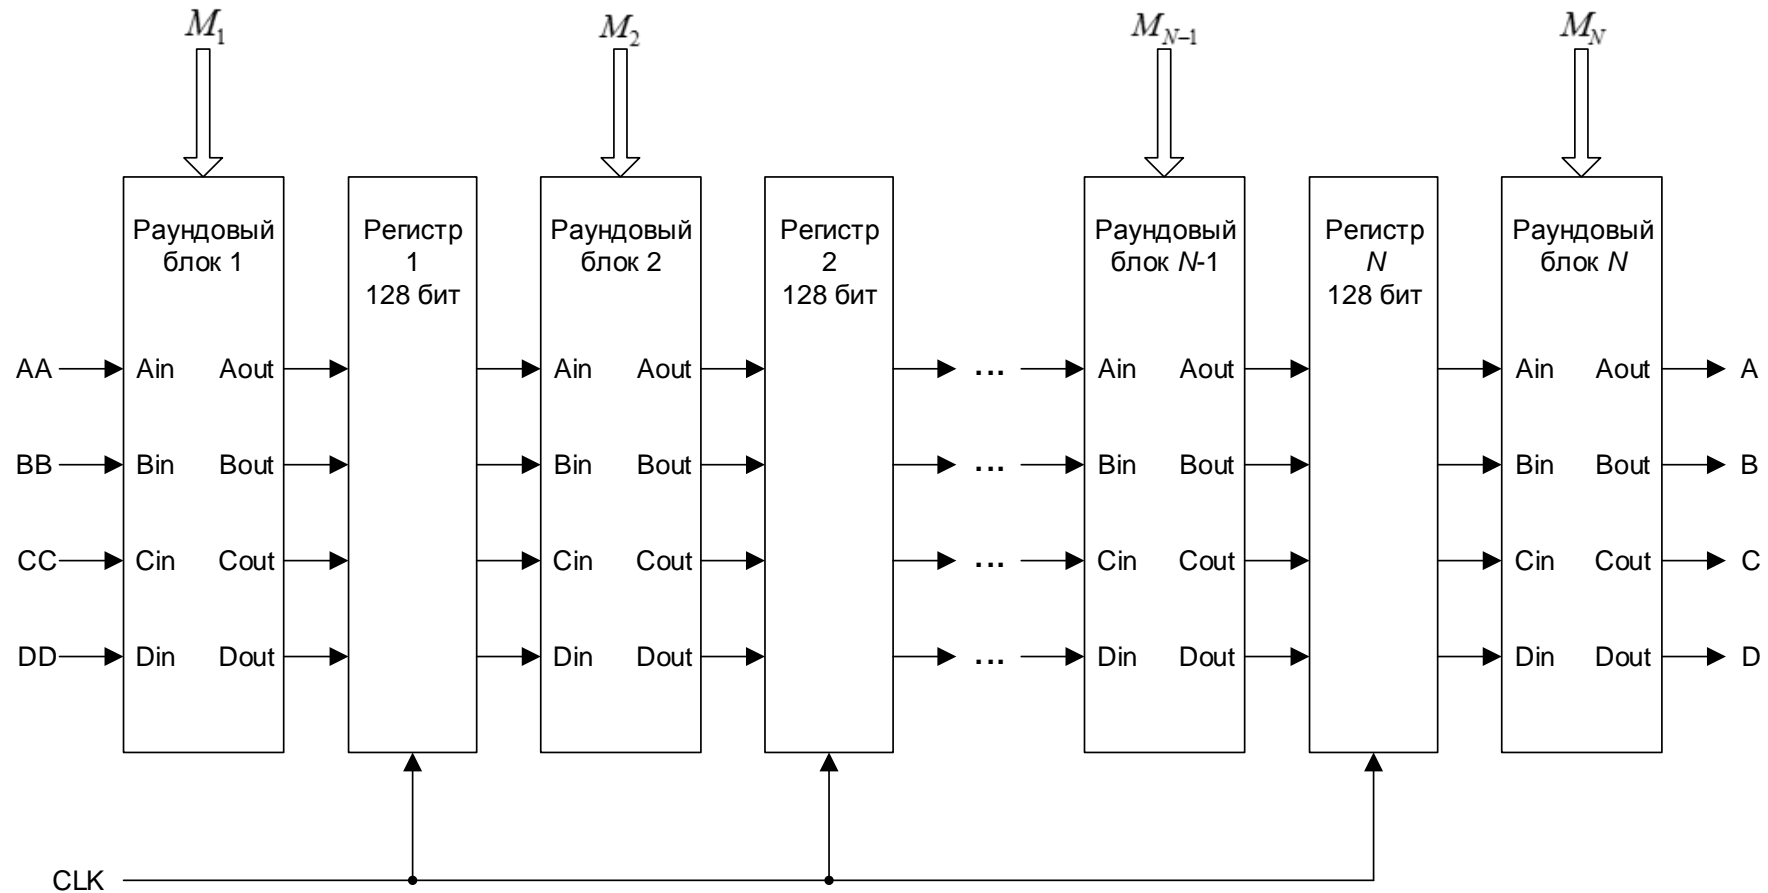 M₁ M₂ Mₙ₋₁ Mₙ
Раундовый Регистр Раундовый Регистр Раундовый Регистр Раундовый
блок 1 1 блок 2 2 блок N-1 N блок N
128 бит 128 бит 128 бит
AA Ain Aout Ain Aout ... Ain Aout Ain Aout A
BB Bin Bout Bin Bout ... Bin Bout Bin Bout B
CC Cin Cout Cin Cout ... Cin Cout Cin Cout C
DD Din Dout Din Dout ... Din Dout Din Dout D
CLK